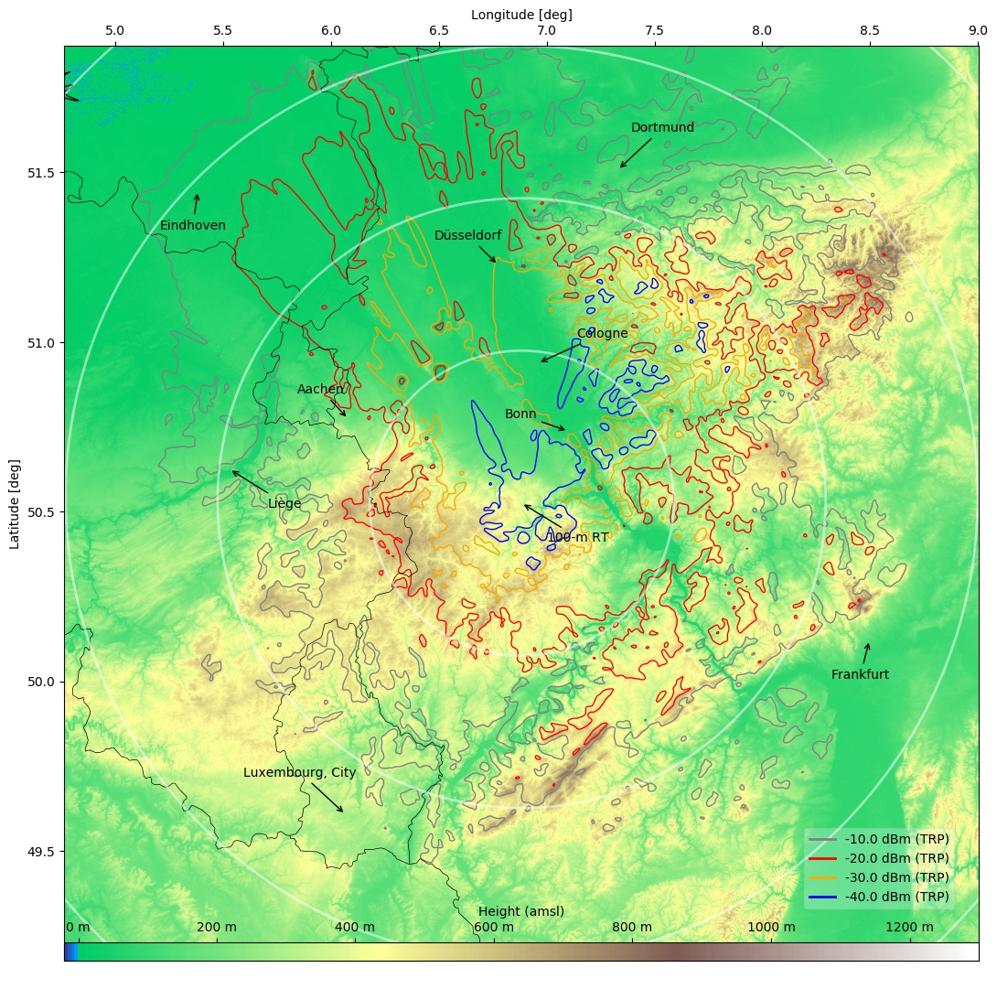 Longitude [deg]
5.0 5.5 6.0 6.5 7.0 7.5 8.0 8.5 9.0
Dortmund
51.5
Eindhoven
Düsseldorf
51.0
Cologne
Aachen
Bonn
Latitude [deg]
Liège
50.5
100-m RT
50.0
Frankfurt
Luxembourg, City
49.5
-10.0 dBm (TRP)
-20.0 dBm (TRP)
-30.0 dBm (TRP)
-40.0 dBm (TRP)
Height (amsl)
0 m 200 m 400 m 600 m 800 m 1000 m 1200 m